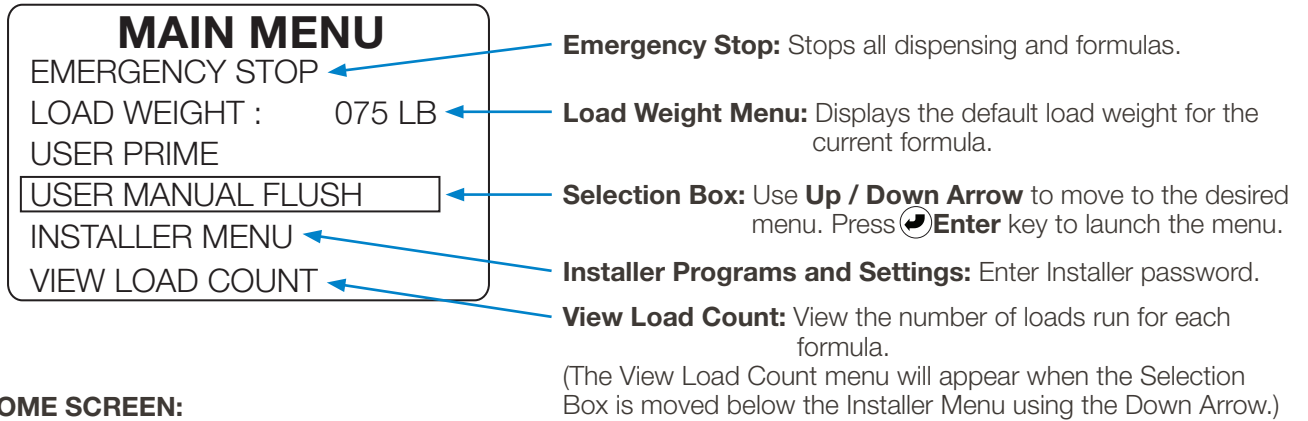 MAIN MENU
EMERGENCY STOP
LOAD WEIGHT : 075 LB
USER PRIME
USER MANUAL FLUSH
INSTALLER MENU
VIEW LOAD COUNT
Emergency Stop: Stops all dispensing and formulas.
Load Weight Menu: Displays the default load weight for the
current formula.
Selection Box: Use Up / Down Arrow to move to the desired
menu. Press Enter key to launch the menu.
Installer Programs and Settings: Enter Installer password.
View Load Count: View the number of loads run for each
formula.
(The View Load Count menu will appear when the Selection
Box is moved below the Installer Menu using the Down Arrow.)
OME SCREEN: